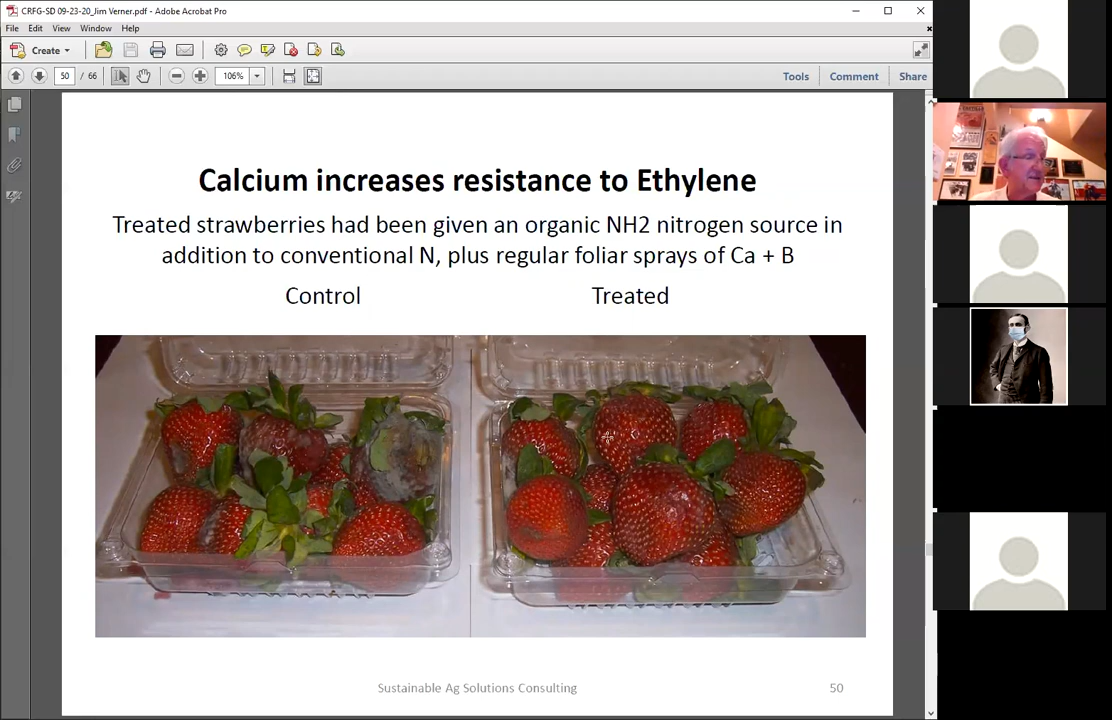 CRFG-SD 09-23-20_Jim Verner.pdf - Adobe Acrobat Pro
File Edit View Window Help
Create
50 / 66
106%
Tools Comment Share
Calcium increases resistance to Ethylene
Treated strawberries had been given an organic NH2 nitrogen source in
addition to conventional N, plus regular foliar sprays of Ca + B
Control Treated
Sustainable Ag Solutions Consulting 50